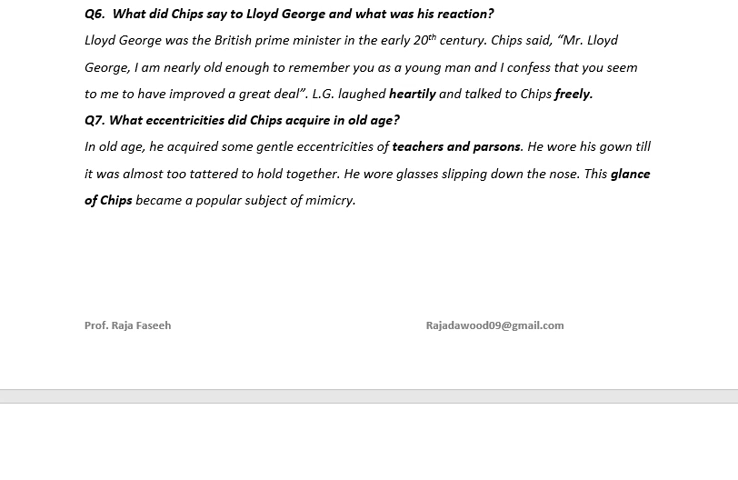 Q6.  What did Chips say to Lloyd George and what was his reaction?
Lloyd George was the British prime minister in the early 20th century. Chips said, “Mr. Lloyd
George, I am nearly old enough to remember you as a young man and I confess that you seem
to me to have improved a great deal”. L.G. laughed heartily and talked to Chips freely.
Q7. What eccentricities did Chips acquire in old age?
In old age, he acquired some gentle eccentricities of teachers and parsons. He wore his gown till
it was almost too tattered to hold together. He wore glasses slipping down the nose. This glance
of Chips became a popular subject of mimicry.
Prof. Raja Faseeh
Rajadawood09@gmail.com